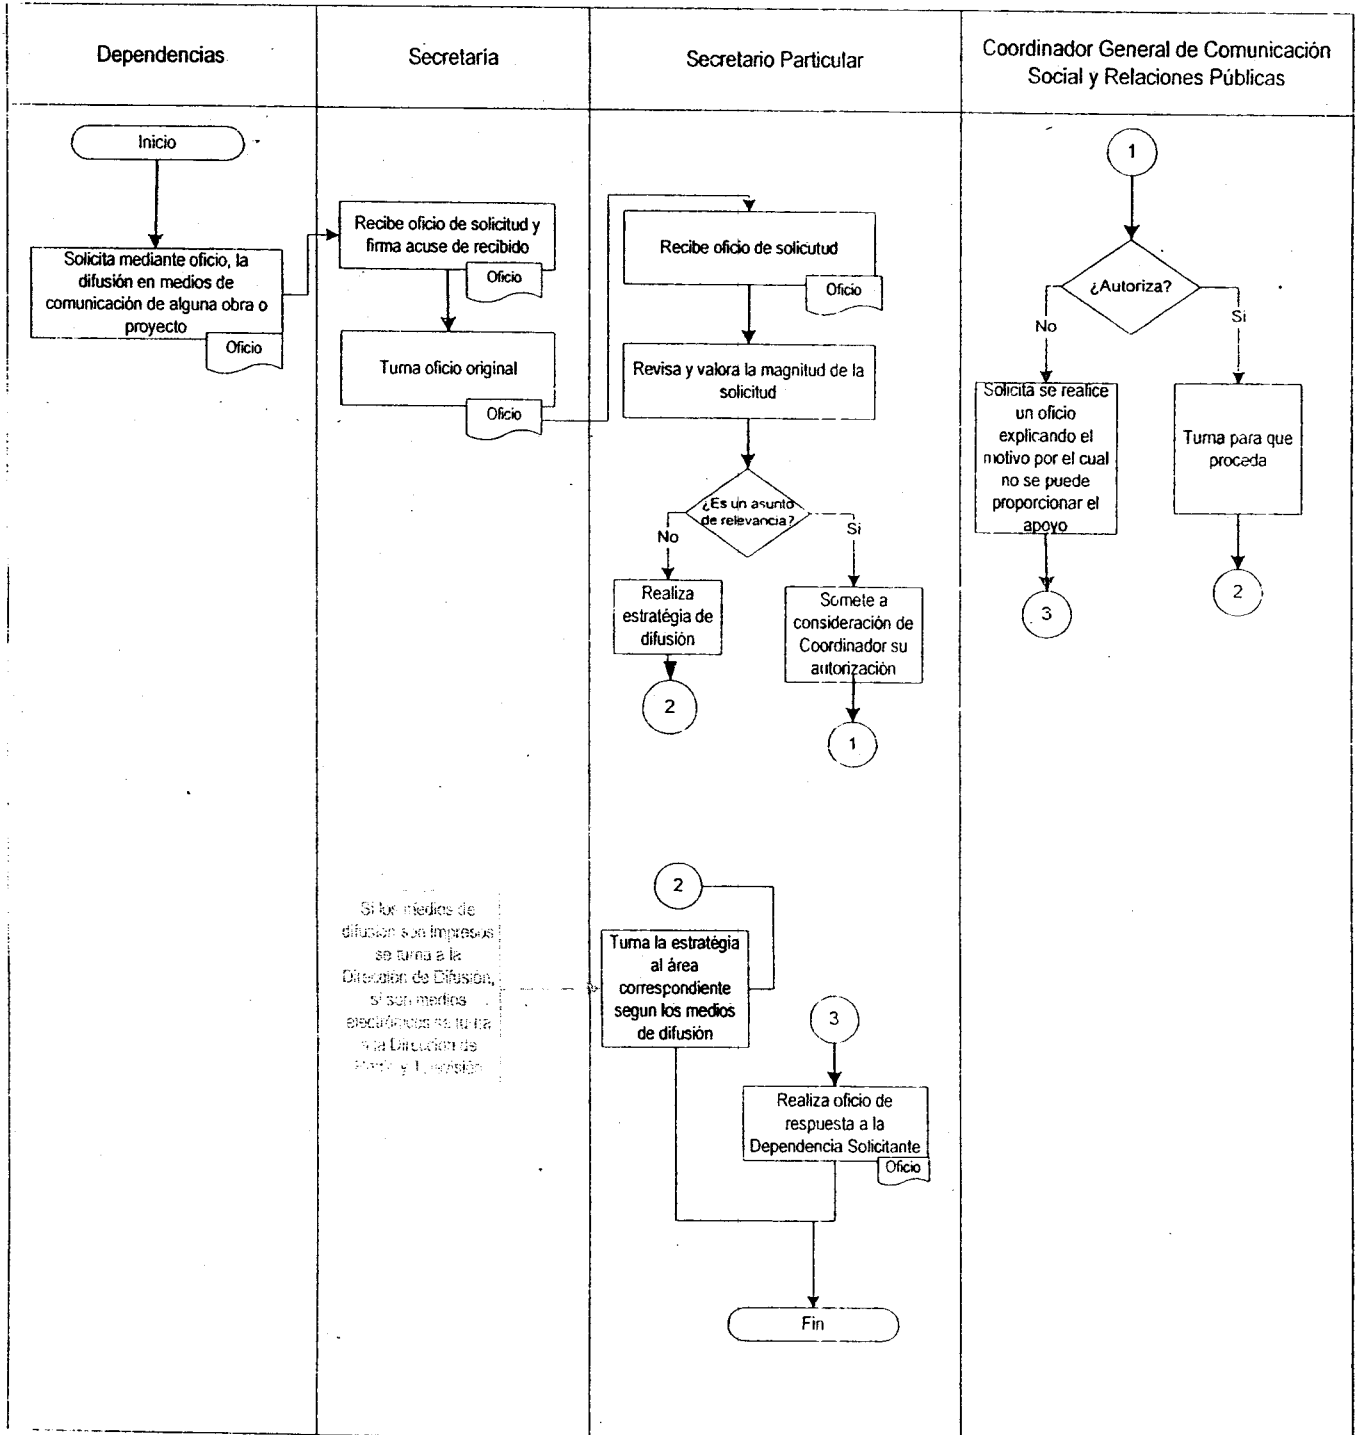 Dependencias
Secretaría
Secretario Particular
Coordinador General de Comunicación
Social y Relaciones Públicas
Inicio
Solicita mediante oficio, la
difusión en medios de
comunicación de alguna obra o
proyecto
Oficio
Recibe oficio de solicitud y
firma acuse de recibido
Oficio
Turna oficio original
Oficio
Recibe oficio de solicutud
Oficio
Revisa y valora la magnitud de la
solicitud
¿Es un asunto
de relevancia?
No
Si
Realiza
estratégia de
difusión
2
Somete a
consideración de
Coordinador su
autorización
1
1
¿Autoriza?
No
Si
Solicita se realice
un oficio
explicando el
motivo por el cual
no se puede
proporcionar el
apoyo
3
Turna para que
proceda
2
Si los medios de
difusión son impresos
se turna a la
Dirección de Difusión,
si son medios
electrónicos se turna
a la Dirección de
y
2
Turna la estratégia
al área
correspondiente
segun los medios
de difusión
3
Realiza oficio de
respuesta a la
Dependencia Solicitante
Oficio
Fin